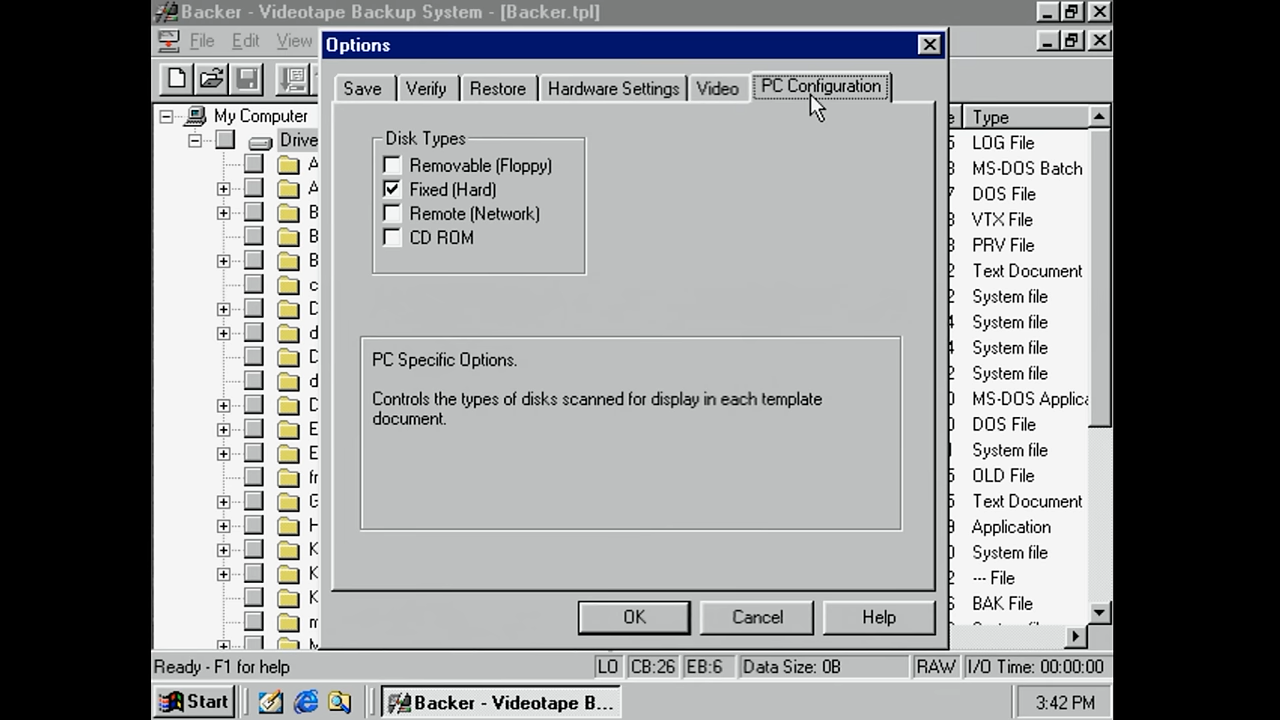 Backer - Videotape Backup System - [Backer.tpl]
File Edit View
Options
Save Verify Restore Hardware Settings Video PC Configuration
My Computer
Drive
Disk Types
Removable (Floppy)
Fixed (Hard)
Remote (Network)
CD ROM
PC Specific Options.
Controls the types of disks scanned for display in each template
document.
OK Cancel Help
Type
LOG File
MS-DOS Batch
DOS File
VTX File
PRV File
Text Document
System file
System file
System file
System file
MS-DOS Applica
DOS File
System file
OLD File
Text Document
Application
System file
--- File
BAK File
Ready - F1 for help
LO CB:26 EB:6 Data Size: 0B RAW I/O Time: 00:00:00
Start Backer - Videotape B... 3:42 PM